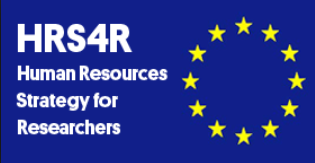 HRS4R
Human Resources
Strategy for
Researchers